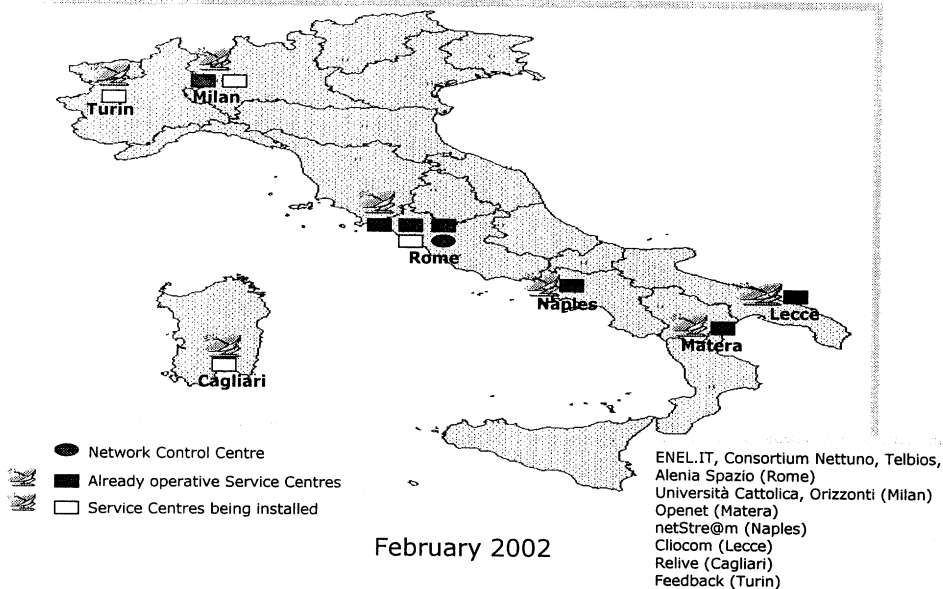 Turin
Milan
Rome
Naples
Lecce
Matera
Cagliari
Network Control Centre
Already operative Service Centres
Service Centres being installed
February 2002
ENEL.IT, Consortium Nettuno, Telbios,
Alenia Spazio (Rome)
Università Cattolica, Orizzonti (Milan)
Openet (Matera)
netStre@m (Naples)
Cliocom (Lecce)
Relive (Cagliari)
Feedback (Turin)